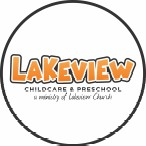 LAKEVIEW
CHILDCARE & PRESCHOOL
a ministry of Lakeview Church